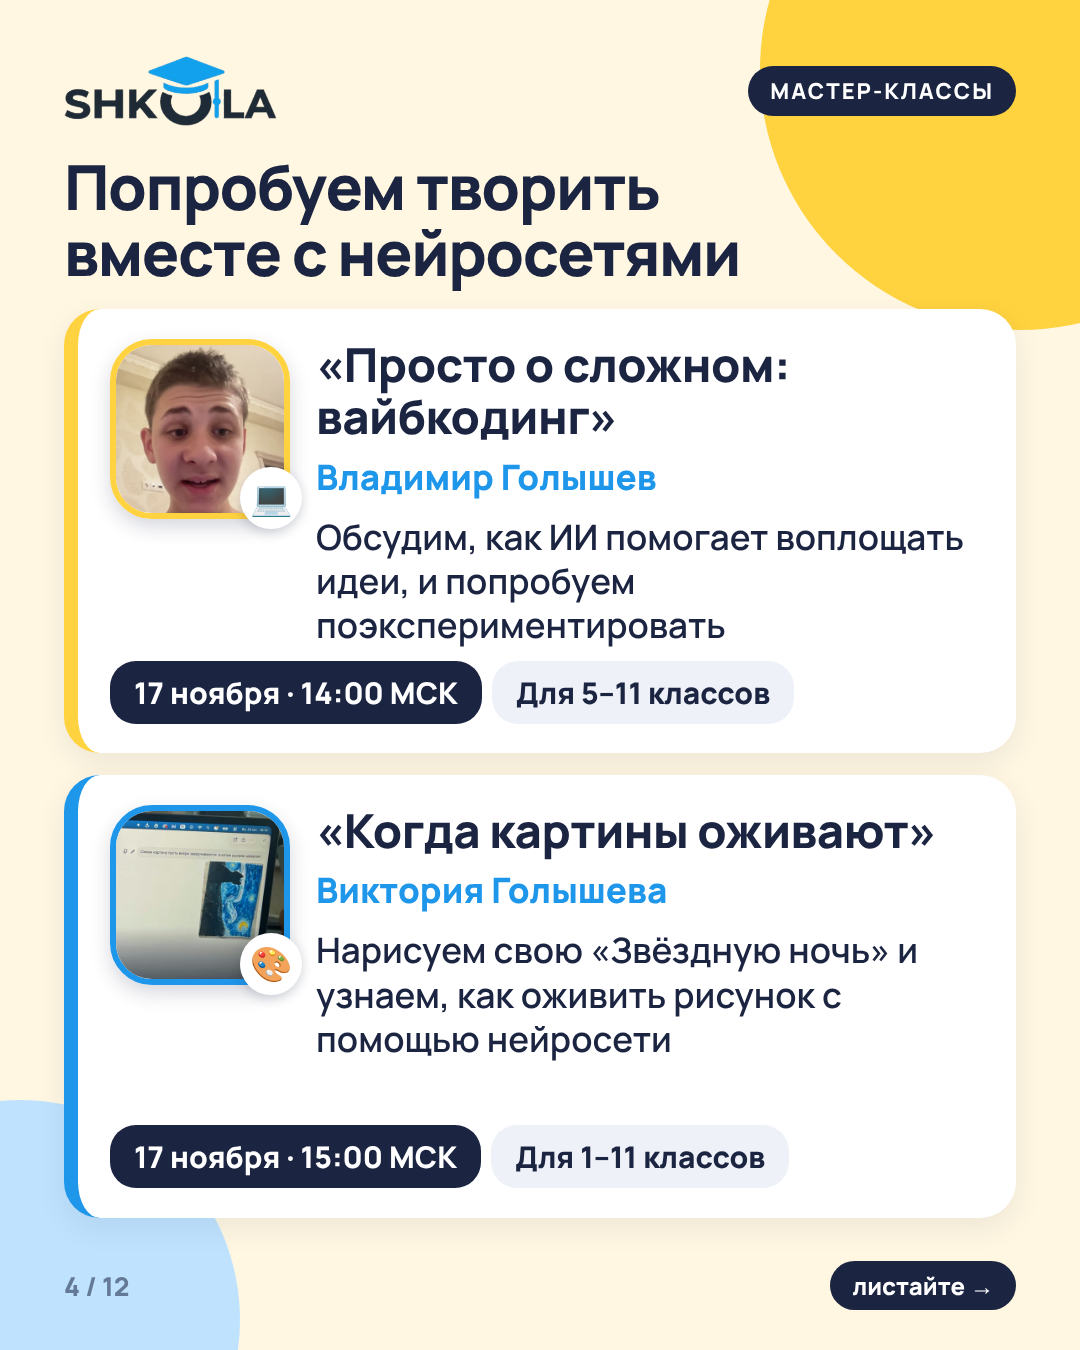 SHKOLA
МАСТЕР-КЛАССЫ
Попробуем творить
вместе с нейросетями
«Просто о сложном:
вайбкодинг»
Владимир Голышев
Обсудим, как ИИ помогает воплощать
идеи, и попробуем
поэкспериментировать
17 ноября · 14:00 МСК
Для 5–11 классов
«Когда картины оживают»
Виктория Голышева
Нарисуем свою «Звёздную ночь» и
узнаем, как оживить рисунок с
помощью нейросети
17 ноября · 15:00 МСК
Для 1–11 классов
4 / 12
листайте →